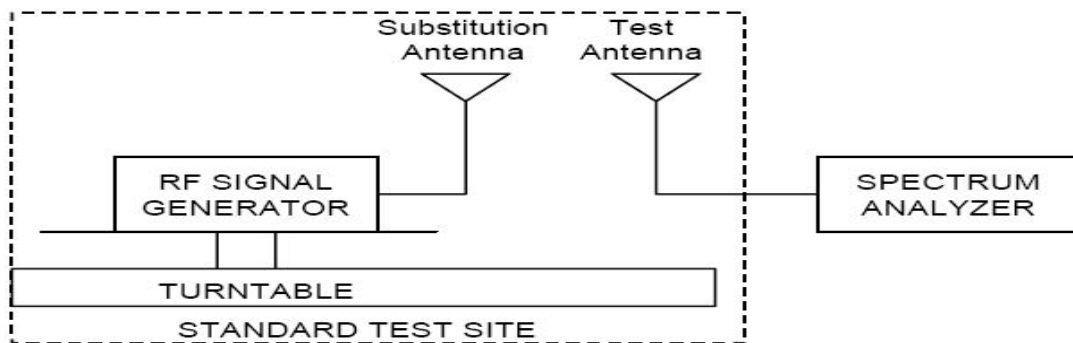 Substitution
Antenna
Test
Antenna
RF SIGNAL
GENERATOR
SPECTRUM
ANALYZER
TURNTABLE
STANDARD TEST SITE